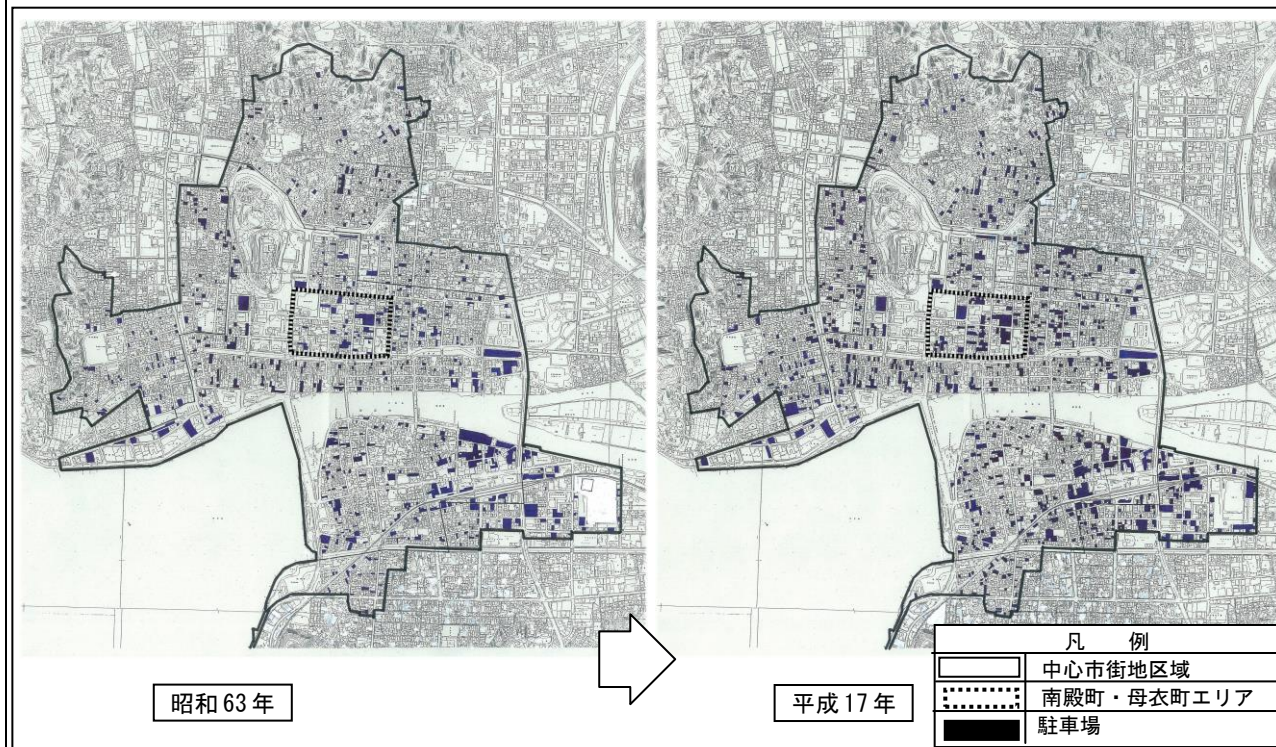 昭和63年
平成17年
凡 例
中心市街地区域
南殿町・母衣町エリア
駐車場